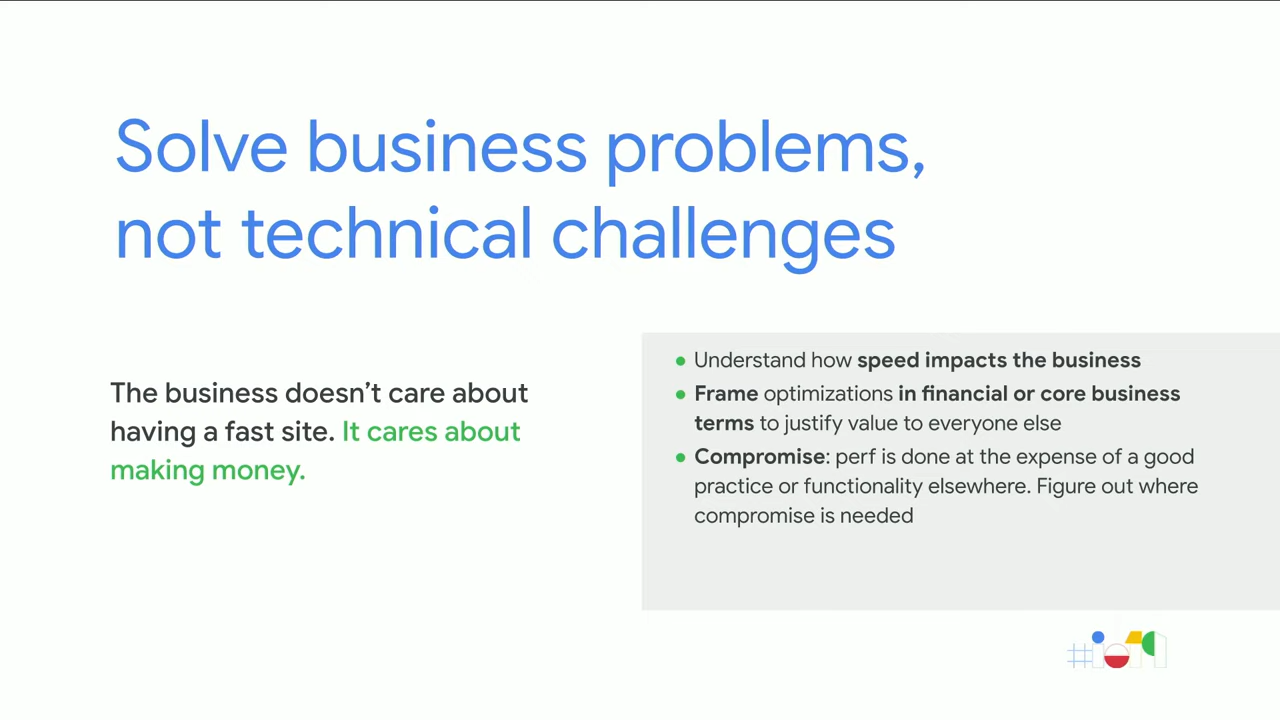 Solve business problems,
not technical challenges
The business doesn’t care about
having a fast site. It cares about
making money.
● Understand how speed impacts the business
● Frame optimizations in financial or core business
terms to justify value to everyone else
● Compromise: perf is done at the expense of a good
practice or functionality elsewhere. Figure out where
compromise is needed
#io19